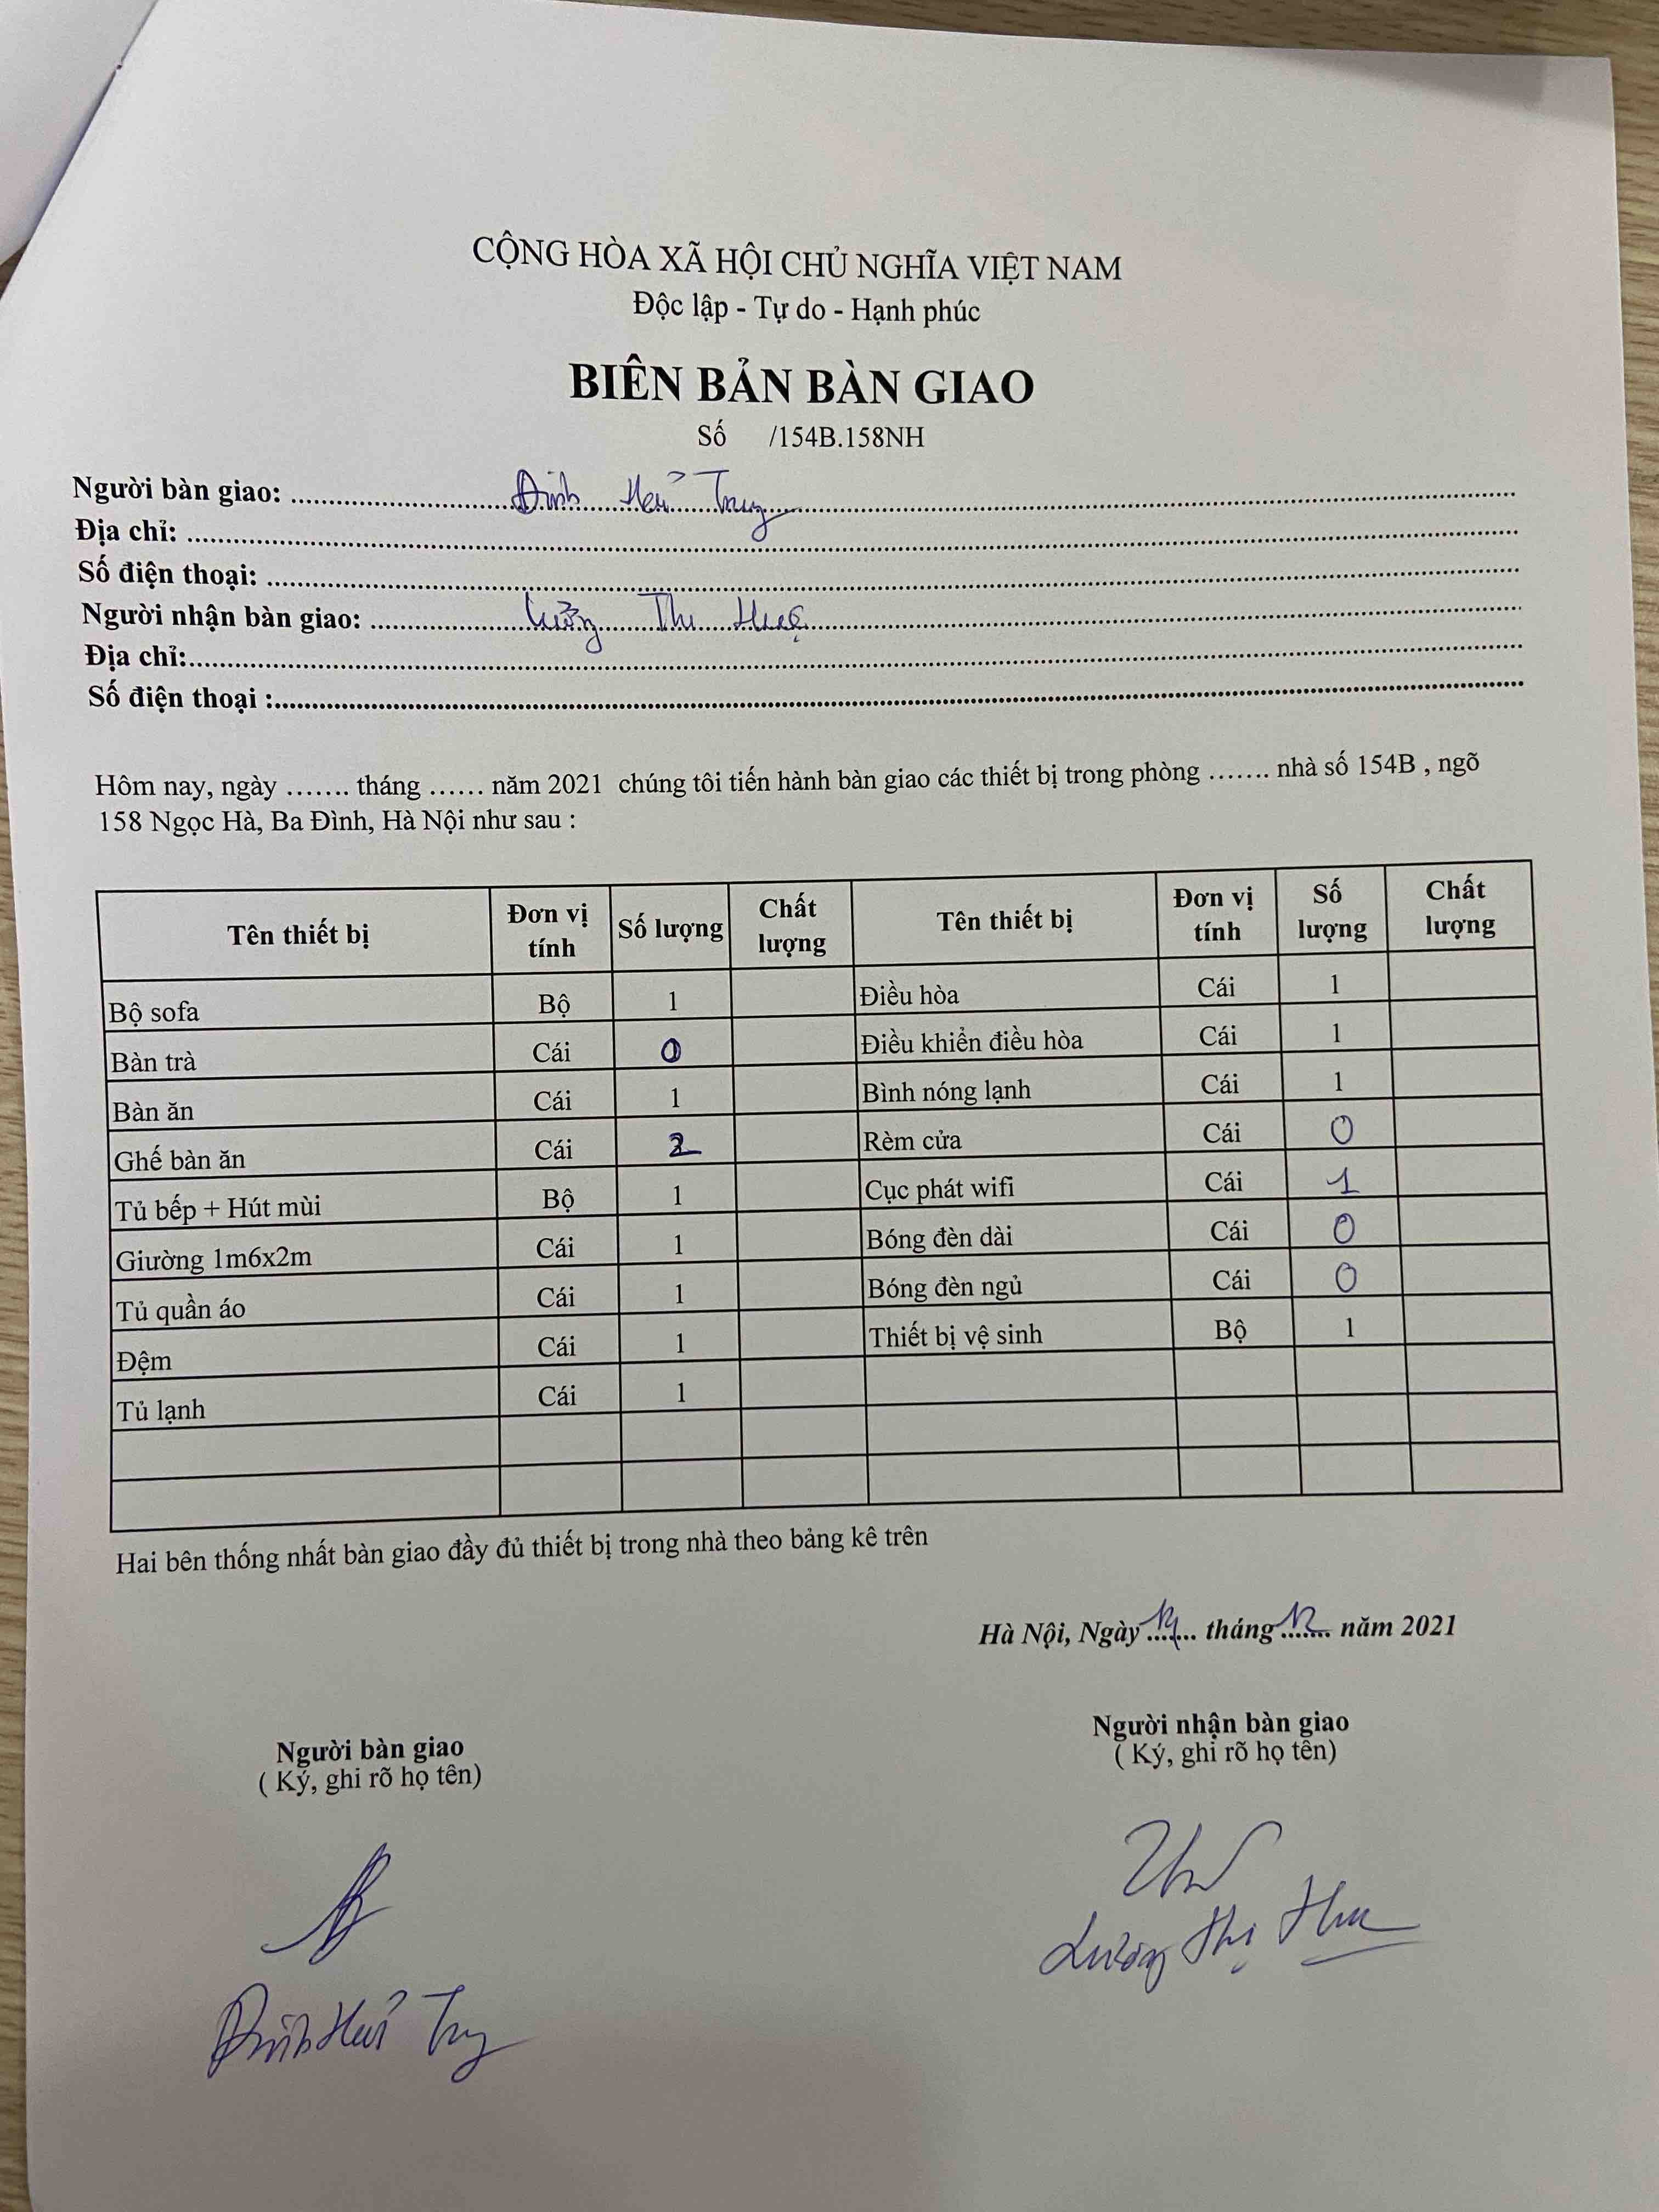 CỘNG HÒA XÃ HỘI CHỦ NGHĨA VIỆT NAM
Độc lập - Tự do - Hạnh phúc
BIÊN BẢN BÀN GIAO
Số /154B.158NH
Người bàn giao: Đinh Hữu
Địa chỉ:
Số điện thoại:
Người nhận bàn giao: Lương Thị Huệ
Địa chỉ:
Số điện thoại :
Hôm nay, ngày ....... tháng ...... năm 2021 chúng tôi tiến hành bàn giao các thiết bị trong phòng ....... nhà số 154B , ngõ
158 Ngọc Hà, Ba Đình, Hà Nội như sau :
Tên thiết bị Đơn vị tính Số lượng Chất lượng Tên thiết bị Đơn vị tính Số lượng Chất lượng
Bộ sofa Bộ 1 Điều hòa Cái 1
Bàn trà Cái 0 Điều khiển điều hòa Cái 1
Bàn ăn Cái 1 Bình nóng lạnh Cái 1
Ghế bàn ăn Cái 2 Rèm cửa Cái 0
Tủ bếp + Hút mùi Bộ 1 Cục phát wifi Cái 1
Giường 1m6x2m Cái 1 Bóng đèn dài Cái 0
Tủ quần áo Cái 1 Bóng đèn ngủ Cái 0
Đệm Cái 1 Thiết bị vệ sinh Bộ 1
Tủ lạnh Cái 1
Hai bên thống nhất bàn giao đầy đủ thiết bị trong nhà theo bảng kê trên
Hà Nội, Ngày ....... tháng 12 năm 2021
Người bàn giao Người nhận bàn giao
( Ký, ghi rõ họ tên) ( Ký, ghi rõ họ tên)
Lương Thị
Đinh Hữu